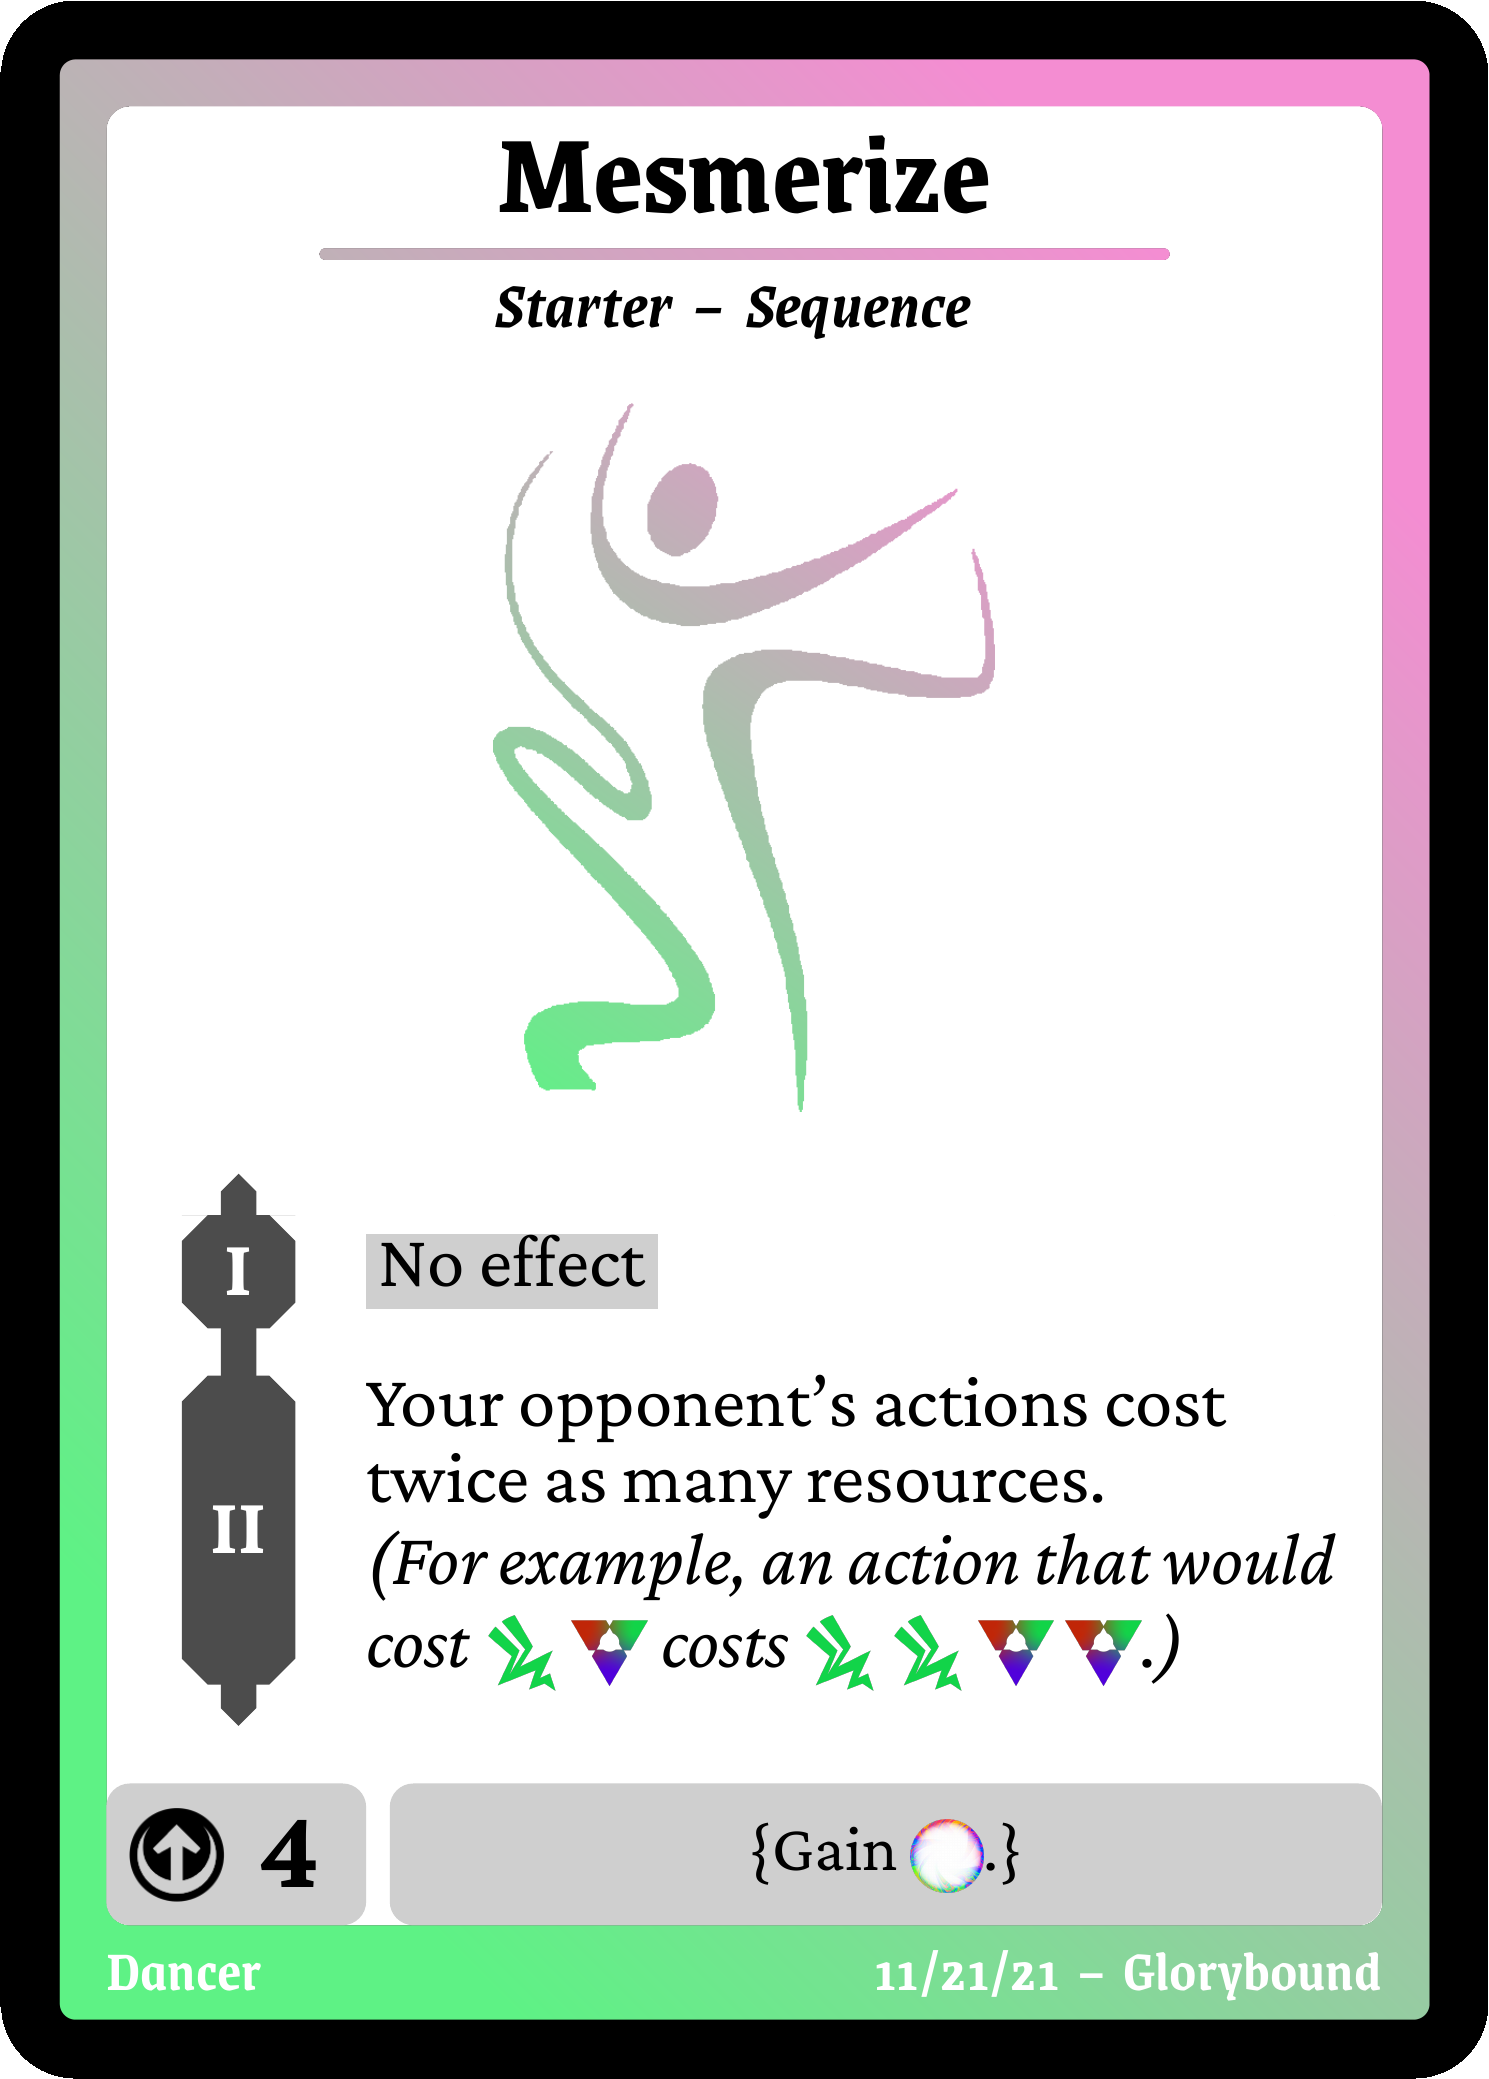 Mesmerize
Starter – Sequence
I
No effect
II
Your opponent’s actions cost
twice as many resources.
(For example, an action that would
cost costs .)
4
{Gain .}
Dancer
11/21/21 – Glorybound